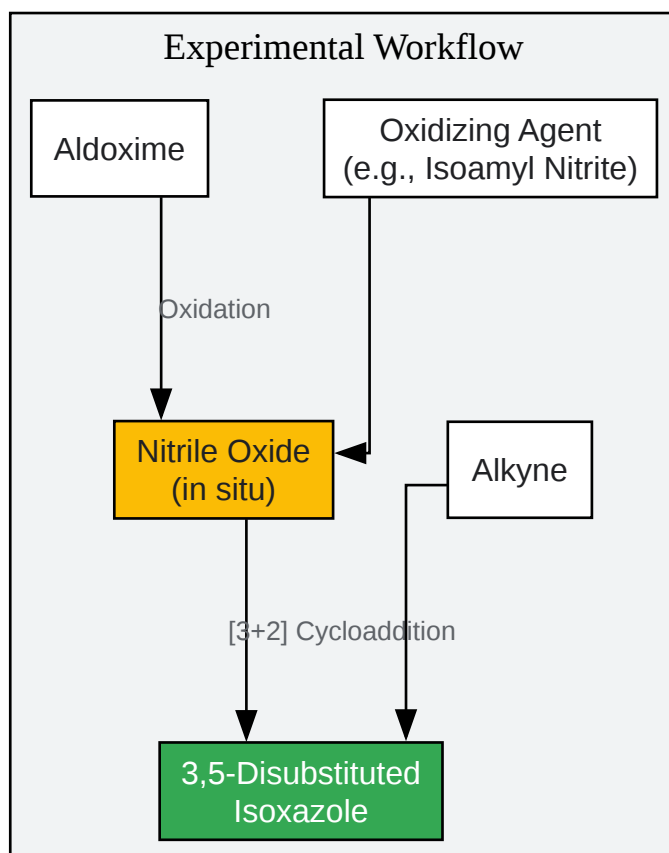 Experimental Workflow
Aldoxime
Oxidizing Agent
(e.g., Isoamyl Nitrite)
Oxidation
Nitrile Oxide
(in situ)
Alkyne
[3+2] Cycloaddition
3,5-Disubstituted
Isoxazole